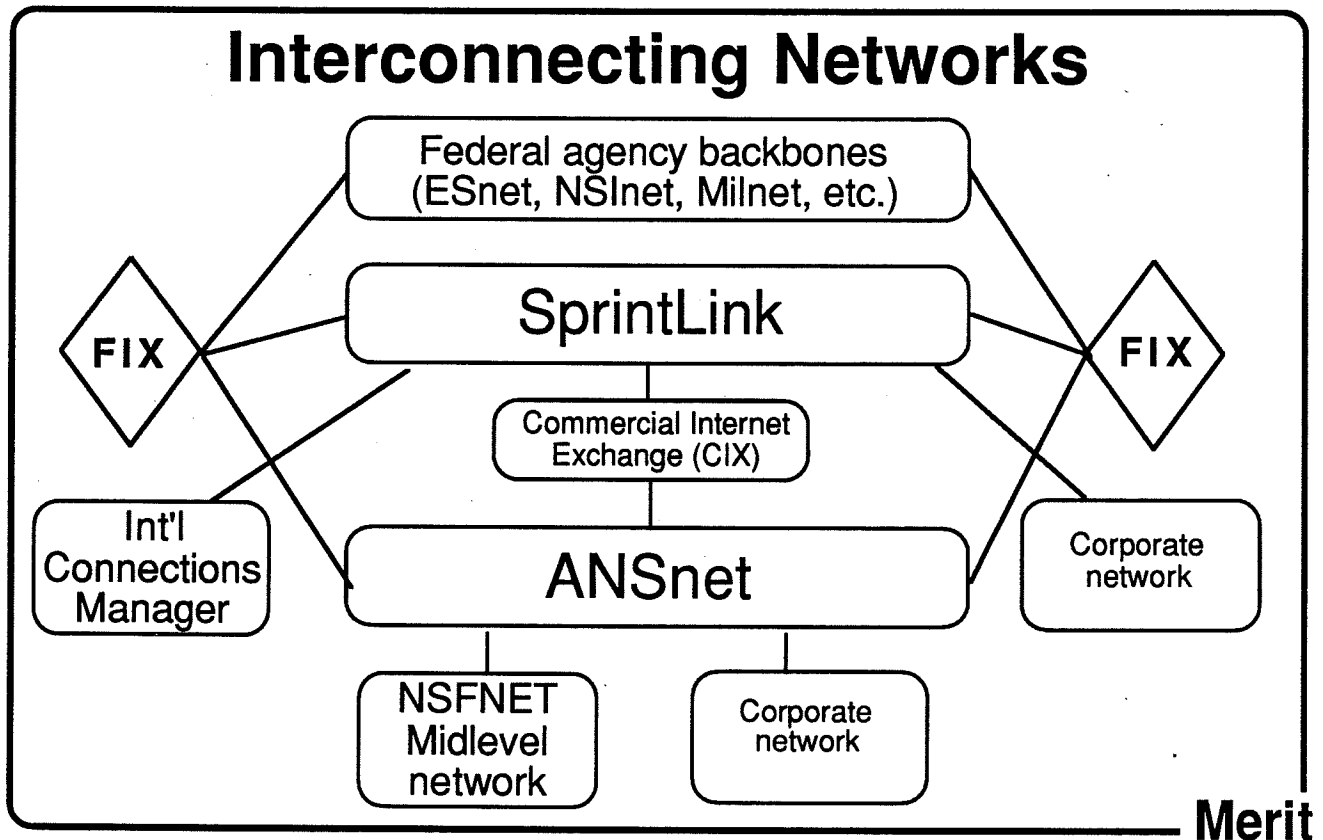 Interconnecting Networks
Federal agency backbones
(ESnet, NSInet, Milnet, etc.)
SprintLink
FIX
FIX
Commercial Internet
Exchange (CIX)
Int'l
Connections
Manager
ANSnet
Corporate
network
NSFNET
Midlevel
network
Corporate
network
Merit